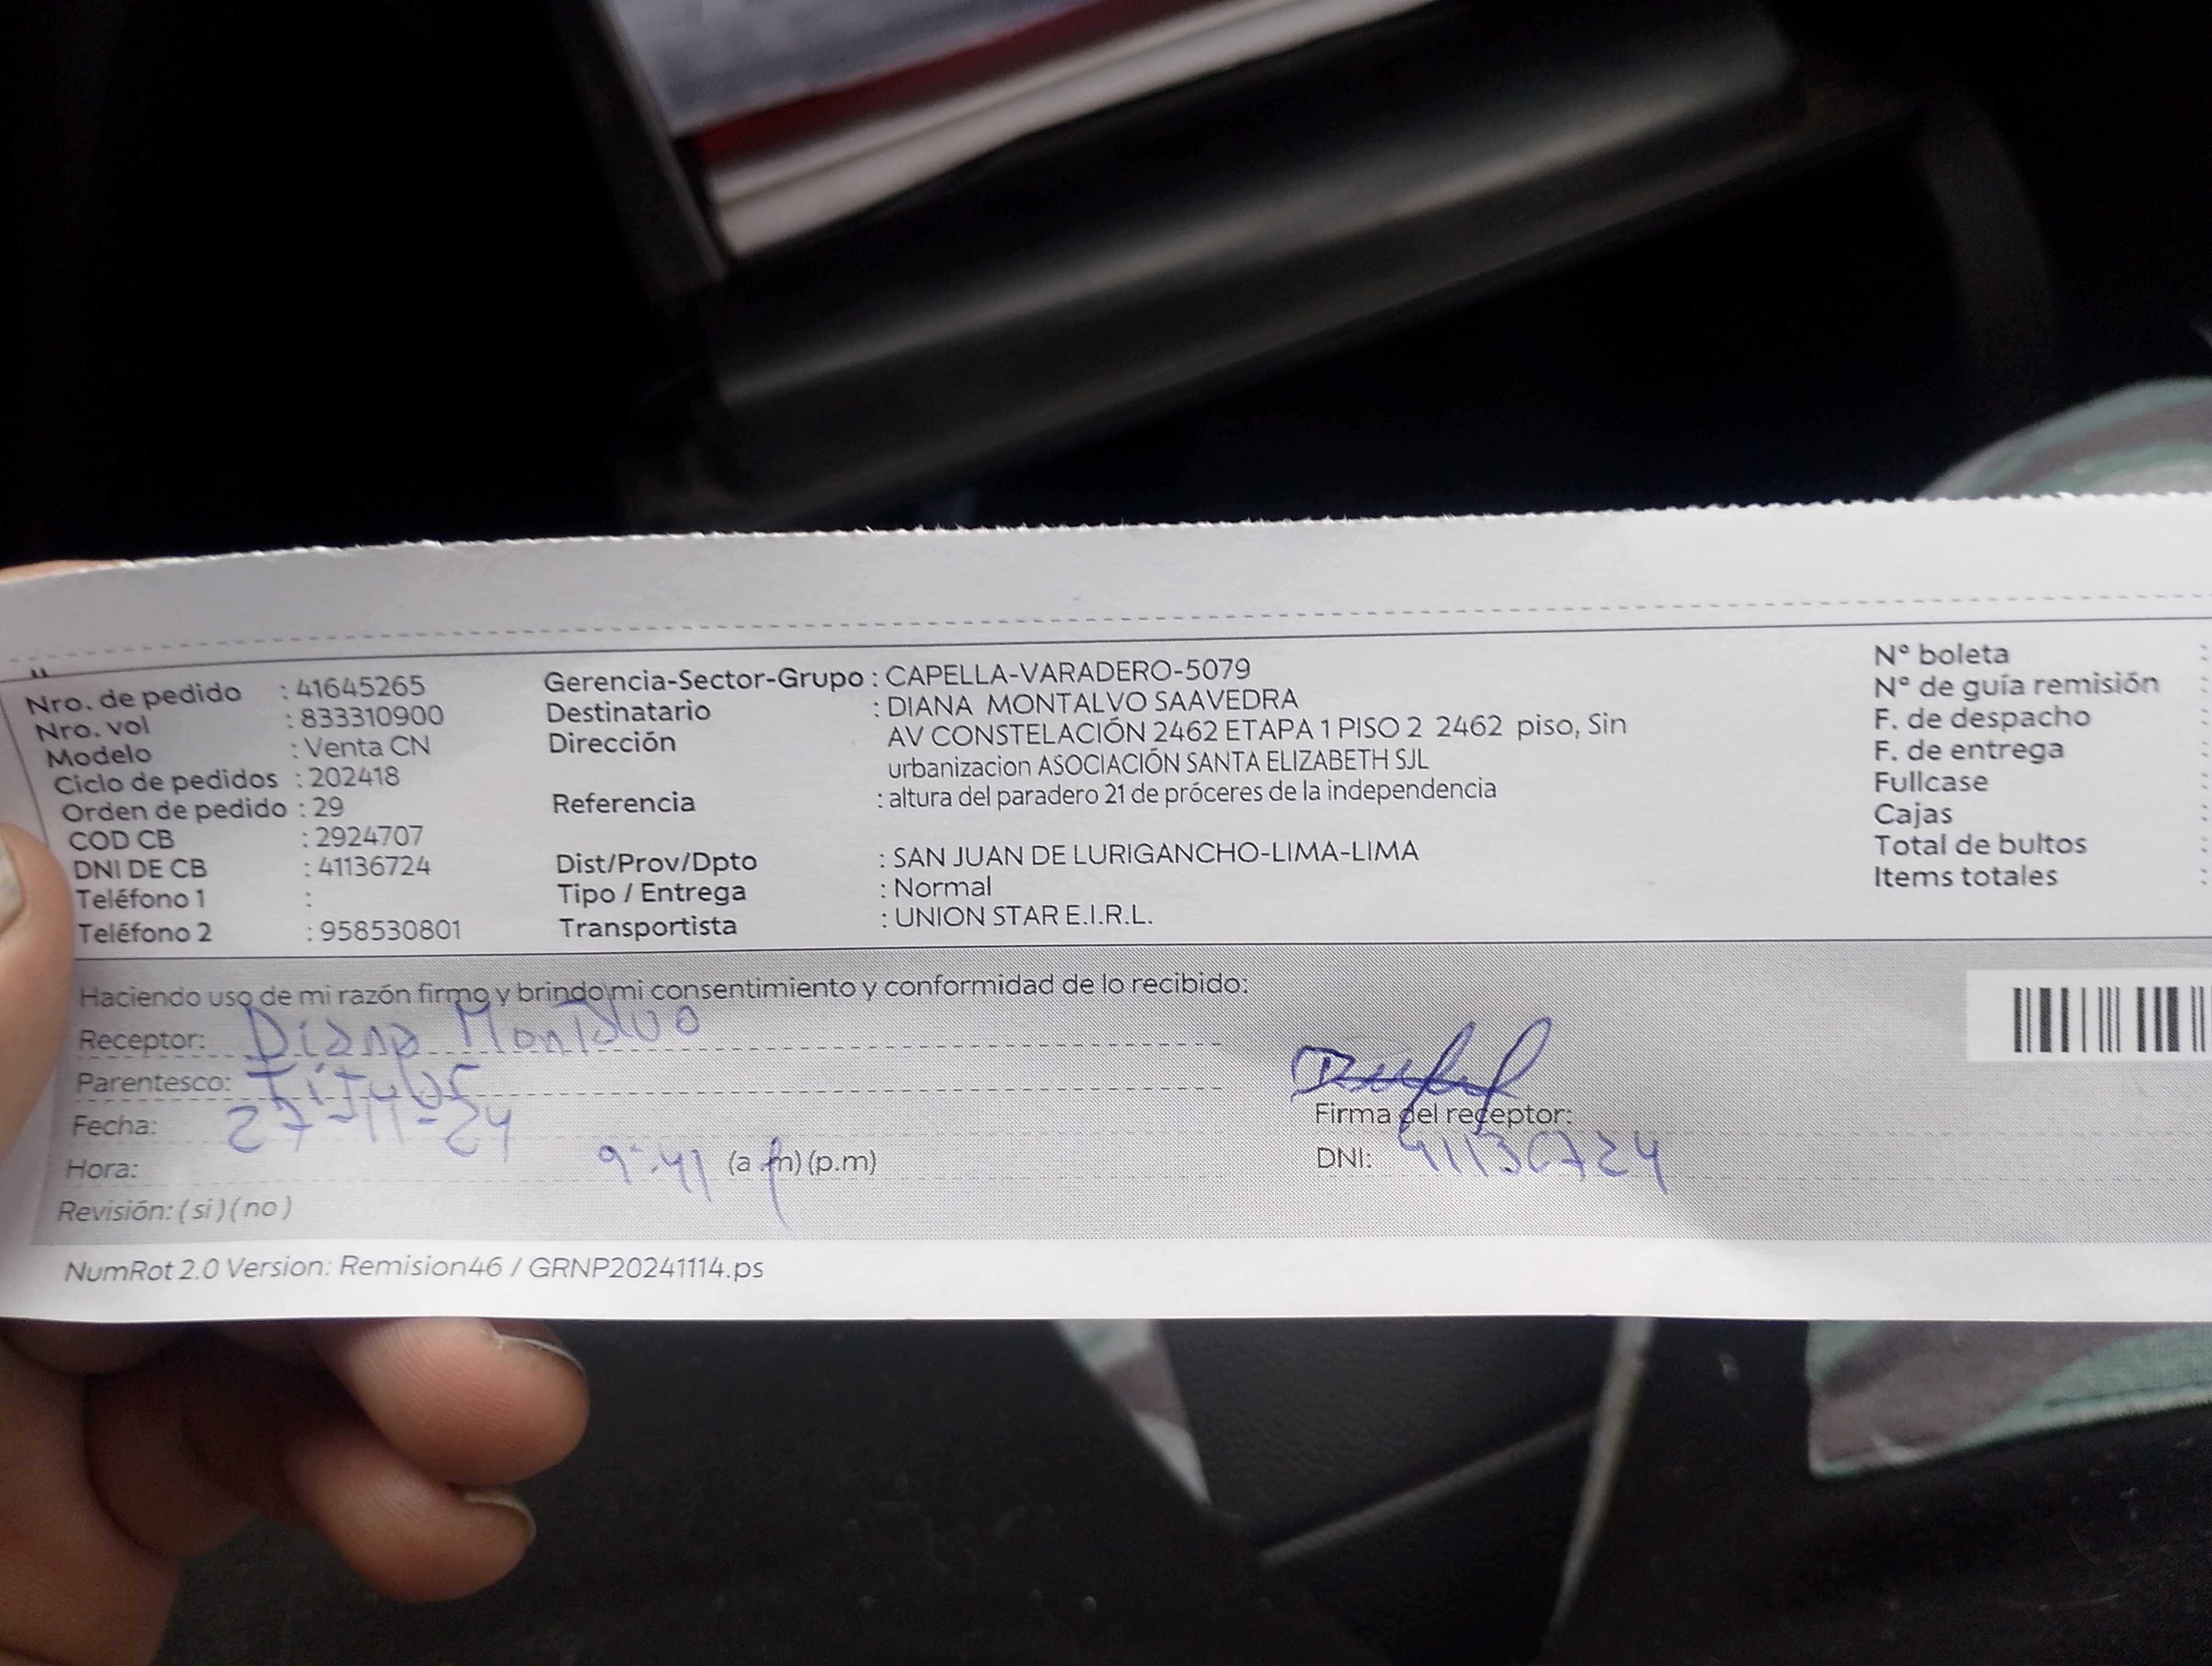 Nro. de pedido : 41645265
Nro. vol : 833310900
Modelo : Venta CN
Ciclo de pedidos : 202418
Orden de pedido : 29
COD CB : 2924707
DNI DE CB : 41136724
Teléfono 1 :
Teléfono 2 : 958530801
Gerencia-Sector-Grupo : CAPELLA-VARADERO-5079
Destinatario : DIANA MONTALVO SAAVEDRA
Dirección AV CONSTELACIÓN 2462 ETAPA 1 PISO 2 2462 piso, Sin
urbanizacion ASOCIACIÓN SANTA ELIZABETH SJL
Referencia : altura del paradero 21 de próceres de la independencia
Dist/Prov/Dpto : SAN JUAN DE LURIGANCHO-LIMA-LIMA
Tipo / Entrega : Normal
Transportista : UNION STAR E.I.R.L.
N° boleta :
N° de guía remisión :
F. de despacho :
F. de entrega :
Fullcase :
Cajas :
Total de bultos :
Items totales :
Haciendo uso de mi razón firmo y brindo mi consentimiento y conformidad de lo recibido:
Receptor: Diana Montalvo
Parentesco: Titular
Fecha: 27-11-24
Hora: 9:41 (a.m) (p.m)
Revisión: ( si ) ( no )
Firma del receptor:
DNI: 41136724
NumRot 2.0 Version: Remision46 / GRNP20241114.ps